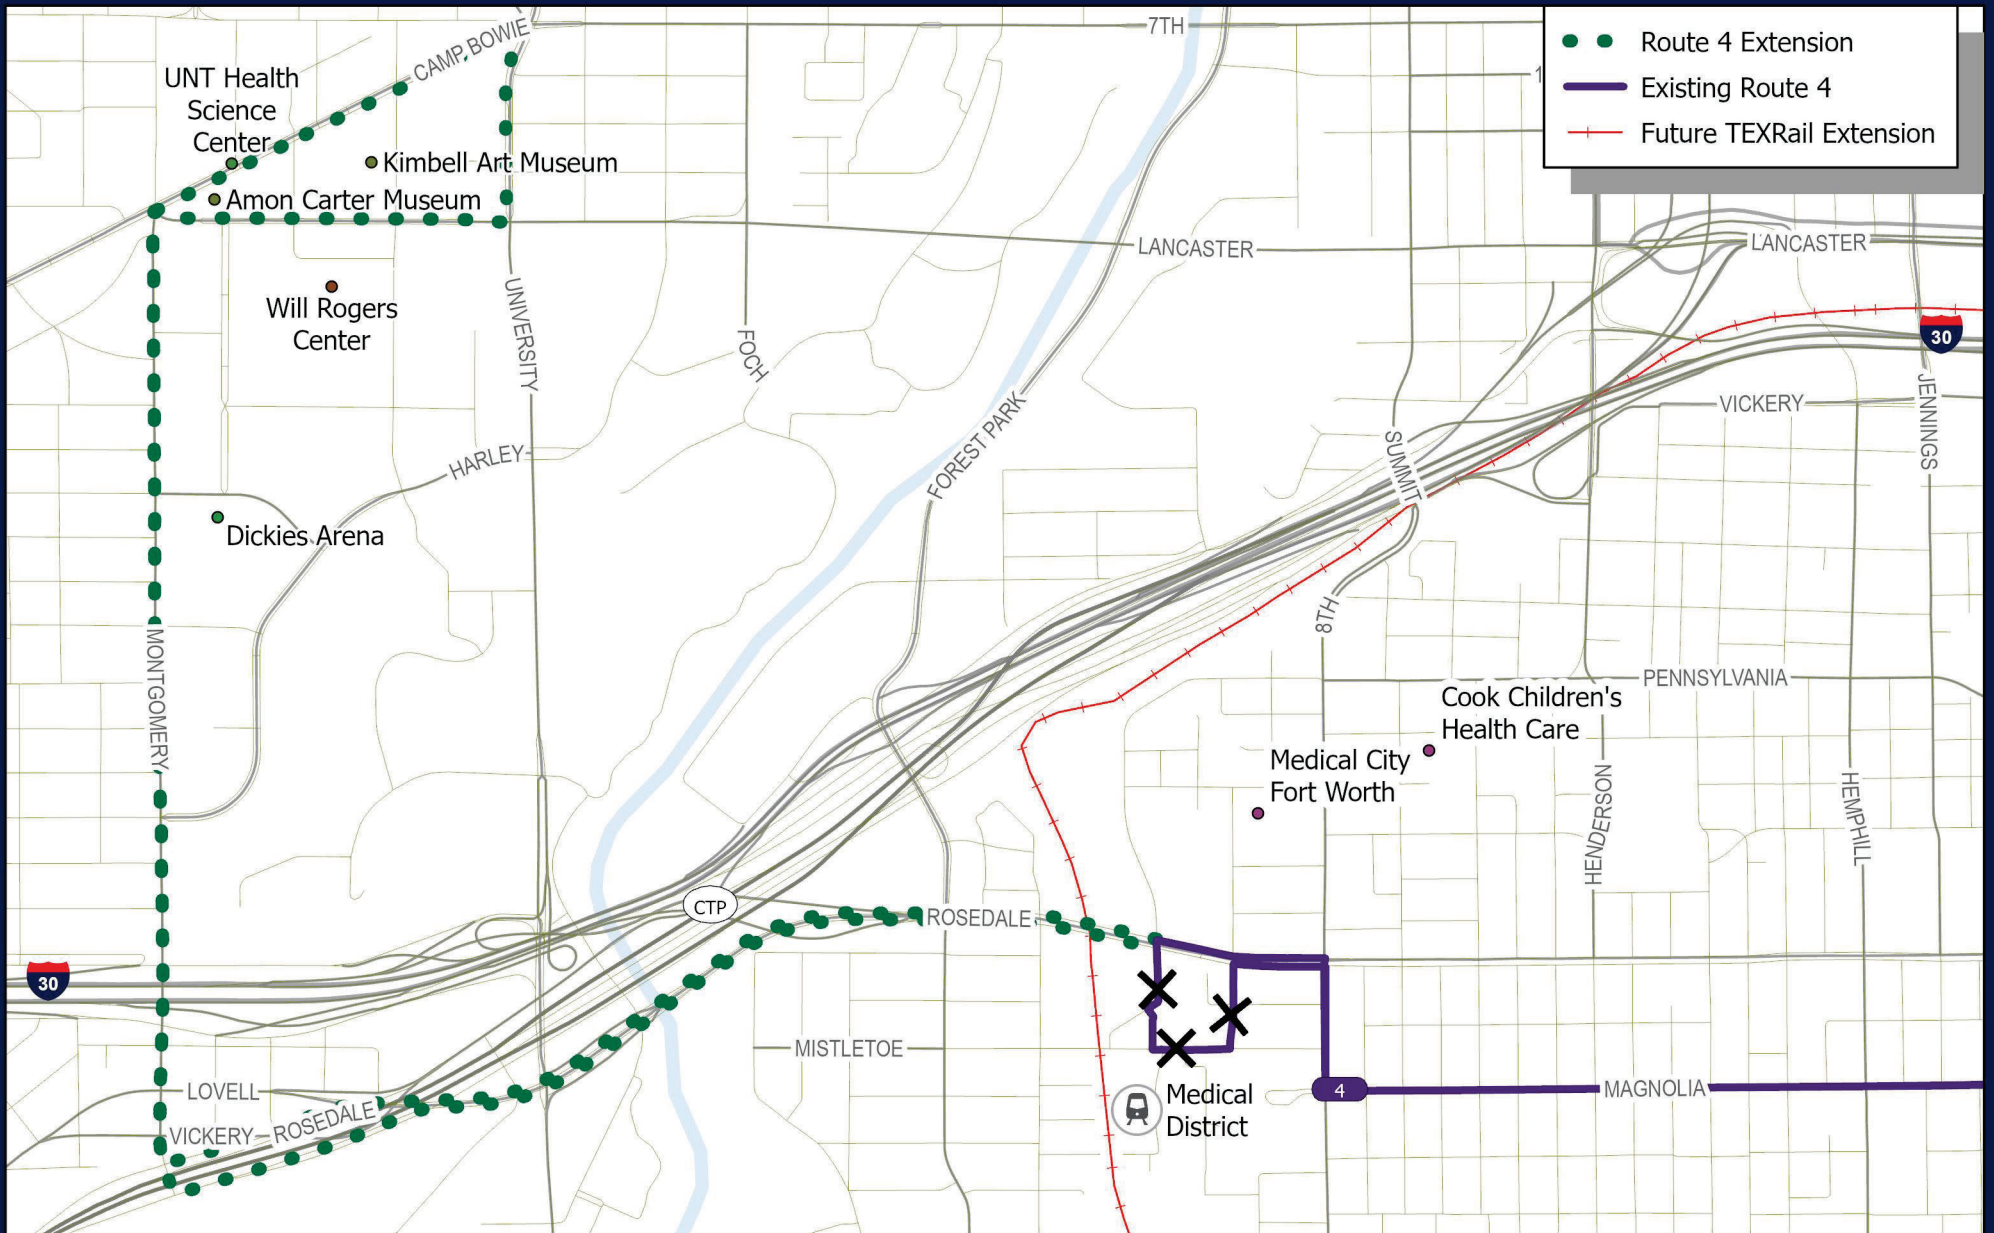 7TH
CAMP BOWIE
Route 4 Extension
Existing Route 4
Future TEXRail Extension
1
UNT Health
Science
Center
Kimbell Art Museum
Amon Carter Museum
LANCASTER
LANCASTER
Will Rogers
Center
UNIVERSITY
FOCH
30
VICKERY
JENNINGS
FOREST PARK
SUMMIT
HARLEY
Dickies Arena
8TH
MONTGOMERY
PENNSYLVANIA
Cook Children's
Health Care
Medical City
Fort Worth
HENDERSON
HEMPHILL
CTP
ROSEDALE
30
MISTLETOE
LOVELL
4
MAGNOLIA
Medical
District
VICKERY
ROSEDALE